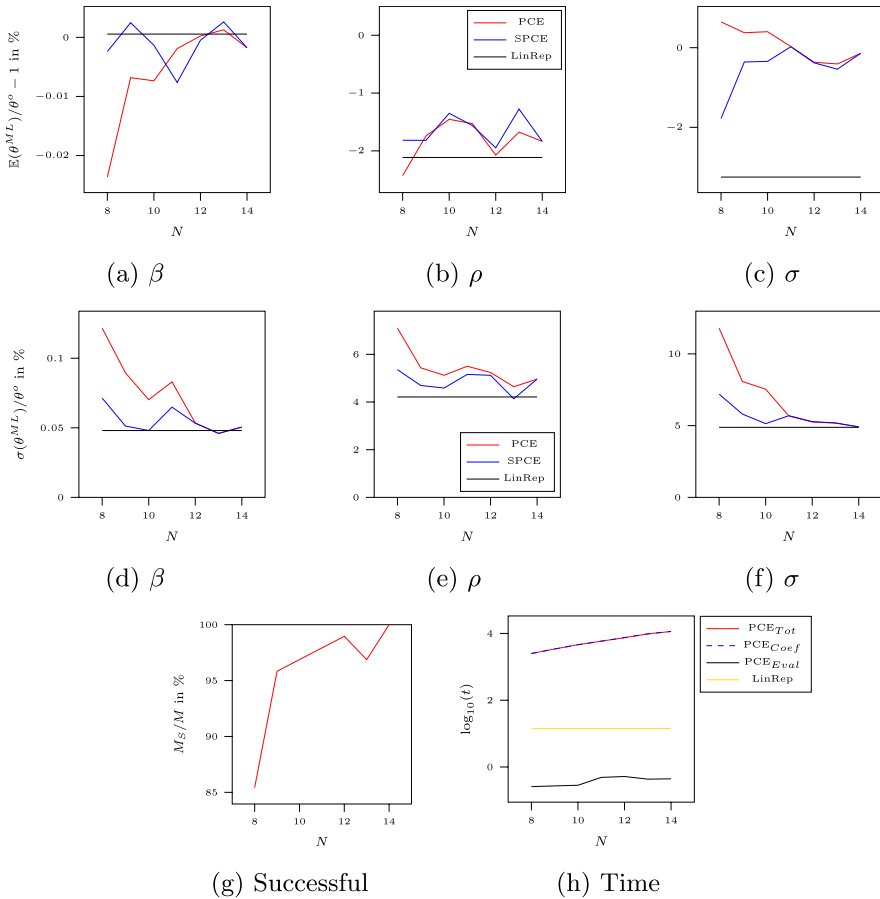 𝔼(θ^{ML})/θ^o − 1 in %
0
−0.01
−0.02
8
10
12
14
N
(a) β
0
−1
−2
8
10
12
14
N
PCE
SPCE
LinRep
(b) ρ
0
−2
8
10
12
14
N
(c) σ
σ(θ^{ML})/θ^o in %
0.1
0.05
0
8
10
12
14
N
(d) β
6
4
2
0
8
10
12
14
N
PCE
SPCE
LinRep
(e) ρ
10
5
0
8
10
12
14
N
(f) σ
M_S/M in %
100
95
90
85
8
10
12
14
N
(g) Successful
log_{10}(t)
4
2
0
8
10
12
14
N
PCE_{Tot}
PCE_{Coef}
PCE_{Eval}
LinRep
(h) Time